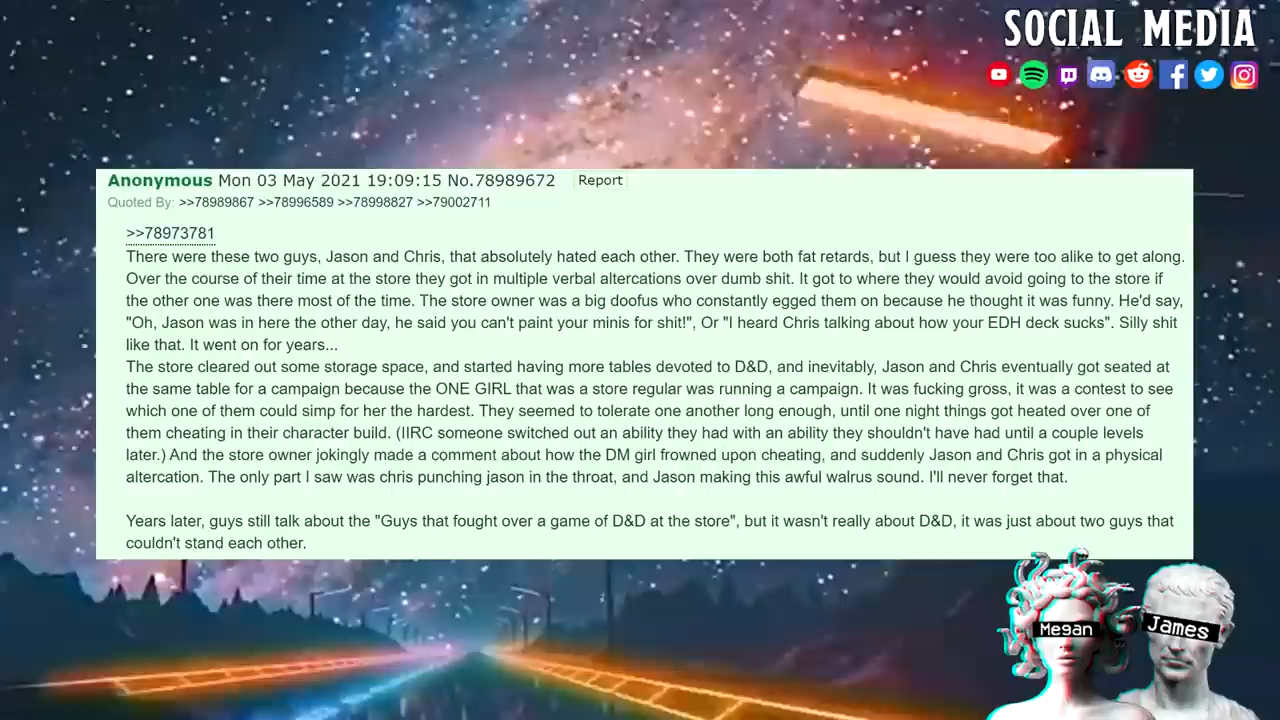 SOCIAL MEDIA
Anonymous Mon 03 May 2021 19:09:15 No.78989672 Report
Quoted By: >>78989867 >>78996589 >>78998827 >>79002711
>>78973781
There were these two guys, Jason and Chris, that absolutely hated each other. They were both fat retards, but I guess they were too alike to get along.
Over the course of their time at the store they got in multiple verbal altercations over dumb shit. It got to where they would avoid going to the store if
the other one was there most of the time. The store owner was a big doofus who constantly egged them on because he thought it was funny. He'd say,
"Oh, Jason was in here the other day, he said you can't paint your minis for shit!", Or "I heard Chris talking about how your EDH deck sucks". Silly shit
like that. It went on for years...
The store cleared out some storage space, and started having more tables devoted to D&D, and inevitably, Jason and Chris eventually got seated at
the same table for a campaign because the ONE GIRL that was a store regular was running a campaign. It was fucking gross, it was a contest to see
which one of them could simp for her the hardest. They seemed to tolerate one another long enough, until one night things got heated over one of
them cheating in their character build. (IIRC someone switched out an ability they had with an ability they shouldn't have had until a couple levels
later.) And the store owner jokingly made a comment about how the DM girl frowned upon cheating, and suddenly Jason and Chris got in a physical
altercation. The only part I saw was chris punching jason in the throat, and Jason making this awful walrus sound. I'll never forget that.
Years later, guys still talk about the "Guys that fought over a game of D&D at the store", but it wasn't really about D&D, it was just about two guys that
couldn't stand each other.
Megan
James